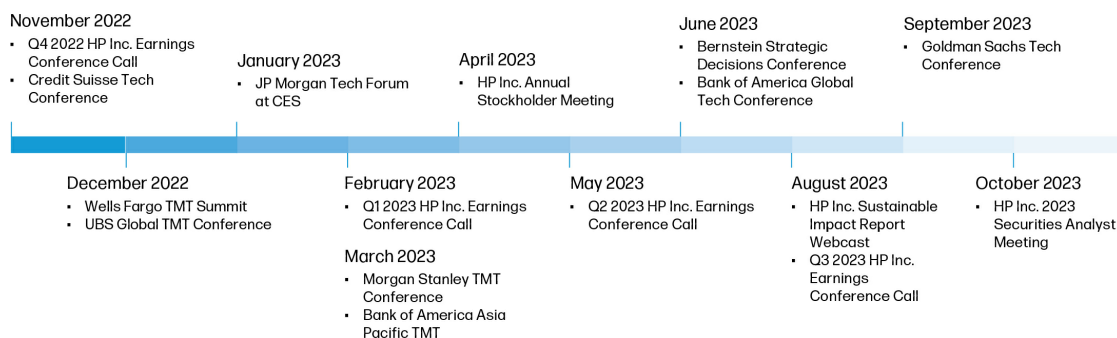 November 2022
▪ Q4 2022 HP Inc. Earnings
Conference Call
▪ Credit Suisse Tech
Conference
December 2022
▪ Wells Fargo TMT Summit
▪ UBS Global TMT Conference
January 2023
▪ JP Morgan Tech Forum
at CES
February 2023
▪ Q1 2023 HP Inc. Earnings
Conference Call
March 2023
▪ Morgan Stanley TMT
Conference
▪ Bank of America Asia
Pacific TMT
April 2023
▪ HP Inc. Annual
Stockholder Meeting
May 2023
▪ Q2 2023 HP Inc. Earnings
Conference Call
June 2023
▪ Bernstein Strategic
Decisions Conference
▪ Bank of America Global
Tech Conference
August 2023
▪ HP Inc. Sustainable
Impact Report
Webcast
▪ Q3 2023 HP Inc.
Earnings
Conference Call
September 2023
▪ Goldman Sachs Tech
Conference
October 2023
▪ HP Inc. 2023
Securities Analyst
Meeting